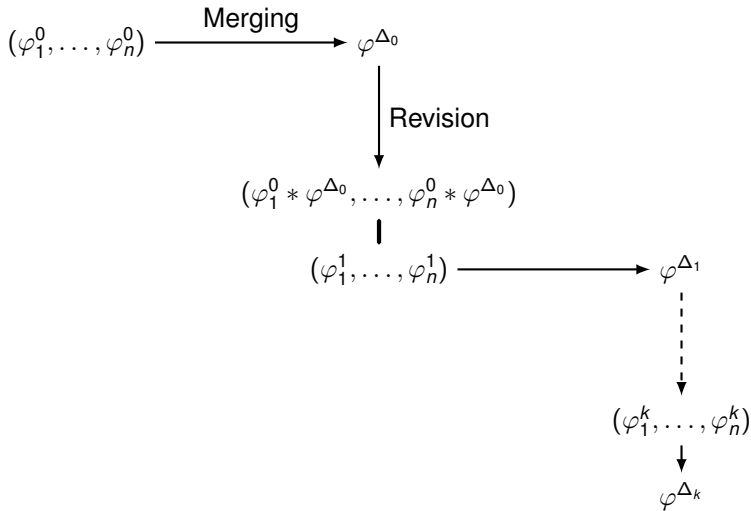 Merging
(φ₁⁰, . . . , φₙ⁰) φ^Δ₀
Revision
(φ₁⁰ ∗ φ^Δ₀, . . . , φₙ⁰ ∗ φ^Δ₀)
(φ₁¹, . . . , φₙ¹) φ^Δ₁
(φ₁ᵏ, . . . , φₙᵏ)
φ^Δₖ